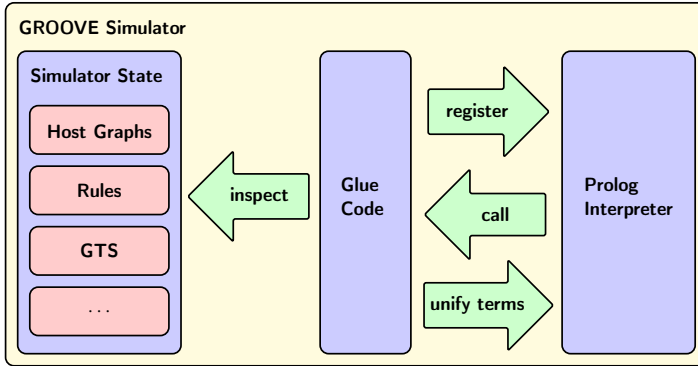 GROOVE Simulator
Simulator State
Host Graphs
Rules
GTS
...
inspect
Glue
Code
register
call
unify terms
Prolog
Interpreter